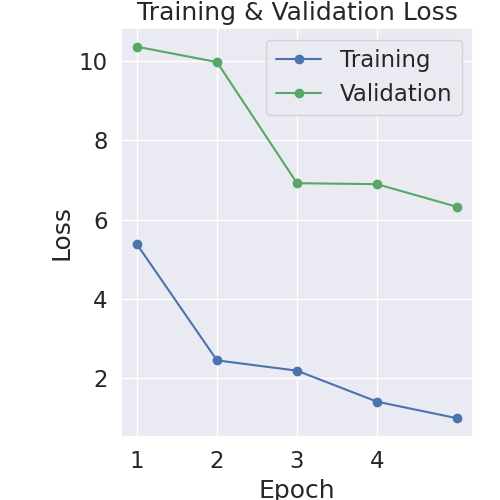 Training & Validation Loss
Training
Validation
Loss
10
8
6
4
2
1 2 3 4
Epoch